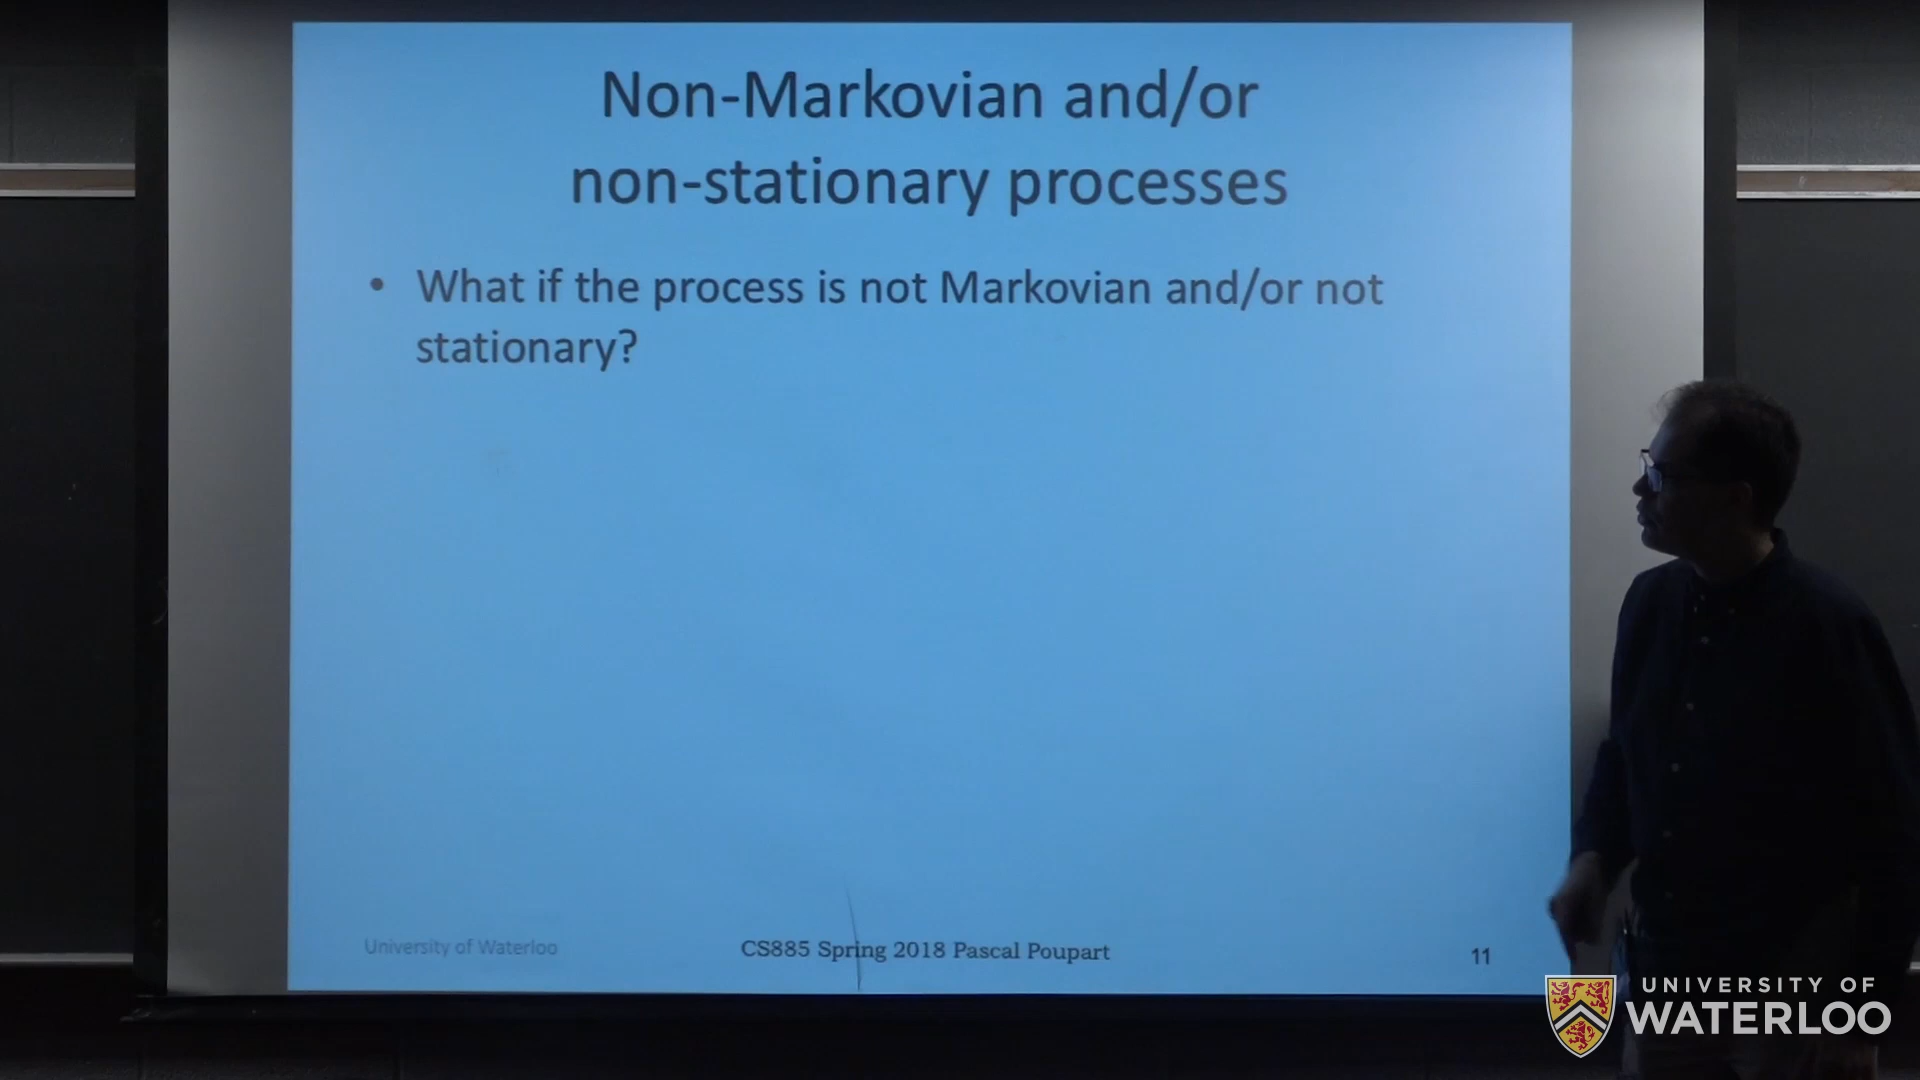 Non-Markovian and/or
non-stationary processes
• What if the process is not Markovian and/or not
stationary?
University of Waterloo
CS885 Spring 2018 Pascal Poupart
11
UNIVERSITY OF
WATERLOO